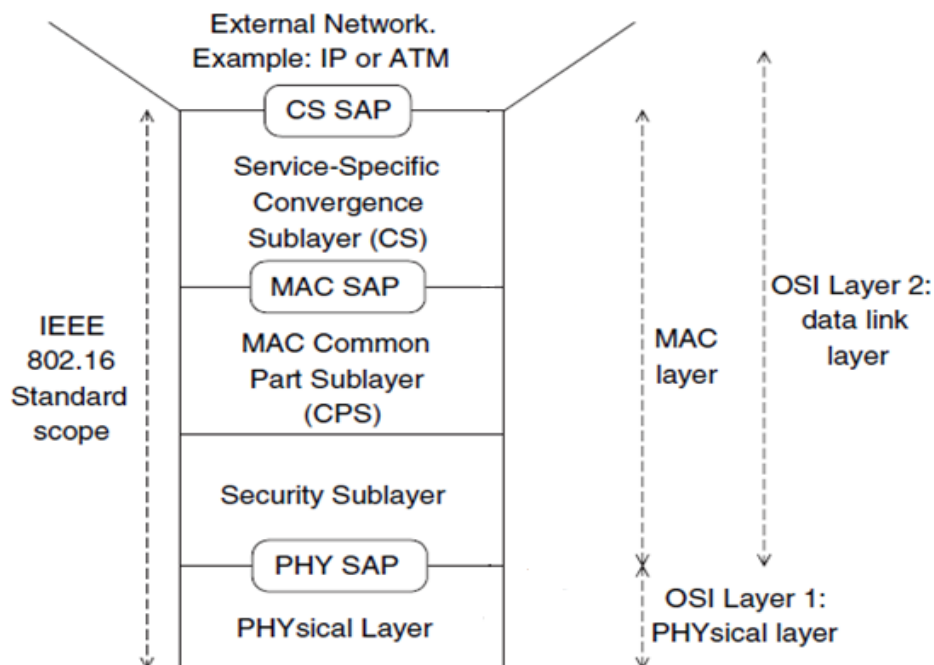 External Network.
Example: IP or ATM
CS SAP
Service-Specific
Convergence
Sublayer (CS)
MAC SAP
MAC Common
Part Sublayer
(CPS)
Security Sublayer
PHY SAP
PHYsical Layer
IEEE
802.16
Standard
scope
MAC
layer
OSI Layer 2:
data link
layer
OSI Layer 1:
PHYsical layer